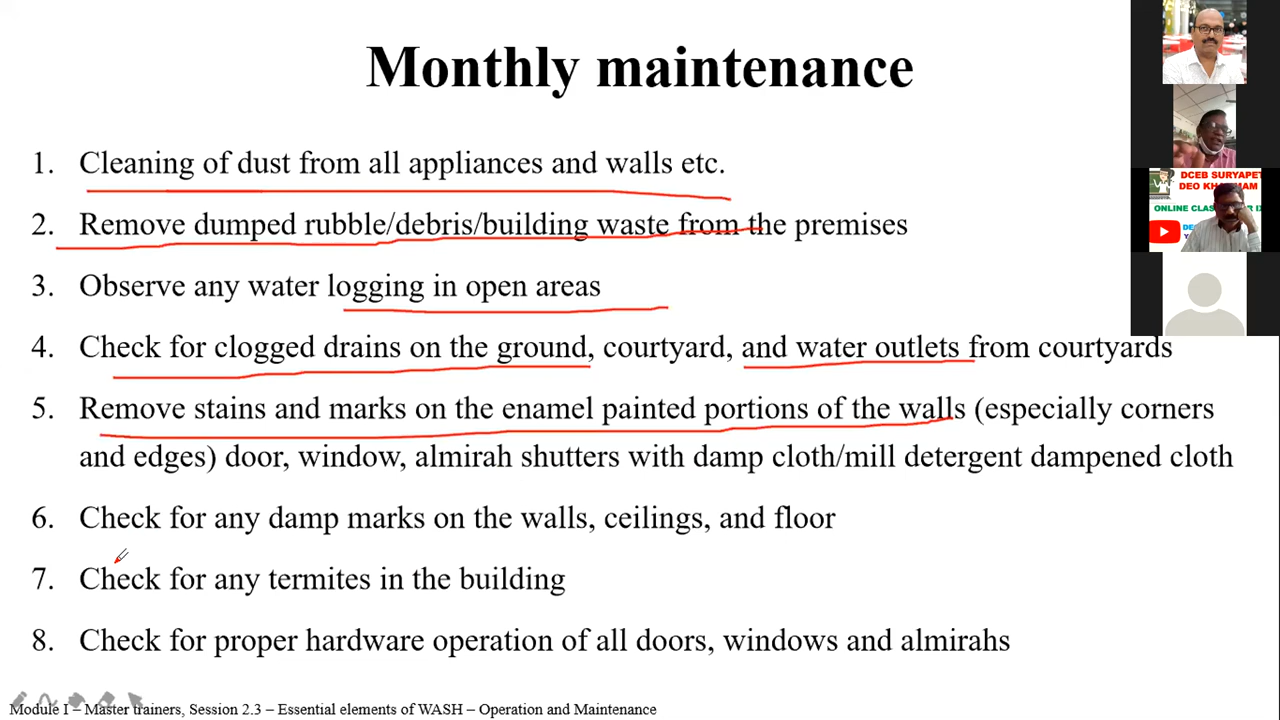 Monthly maintenance
1. Cleaning of dust from all appliances and walls etc.
2. Remove dumped rubble/debris/building waste from the premises
3. Observe any water logging in open areas
4. Check for clogged drains on the ground, courtyard, and water outlets from courtyards
5. Remove stains and marks on the enamel painted portions of the walls (especially corners
and edges) door, window, almirah shutters with damp cloth/mill detergent dampened cloth
6. Check for any damp marks on the walls, ceilings, and floor
7. Check for any termites in the building
8. Check for proper hardware operation of all doors, windows and almirahs
Module I – Master trainers, Session 2.3 – Essential elements of WASH – Operation and Maintenance
DCEB SURYAPET
DEO
ONLINE